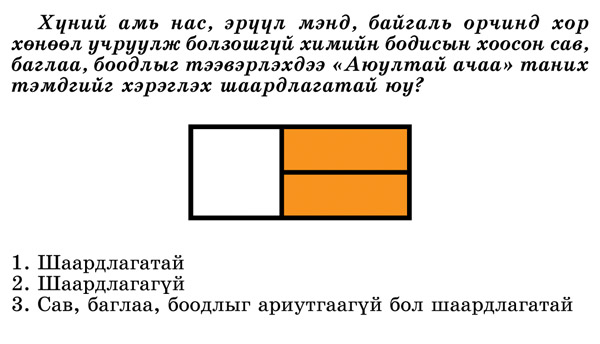 Хүний амь нас, эрүүл мэнд, байгаль орчинд хор
хөнөөл учруулж болзошгүй химийн бодисын хоосон сав,
баглаа, боодлыг тээвэрлэхдээ «Аюултай ачаа» таних
тэмдгийг хэрэглэх шаардлагатай юу?
1. Шаардлагатай
2. Шаардлагагүй
3. Сав, баглаа, боодлыг ариутгаагүй бол шаардлагатай